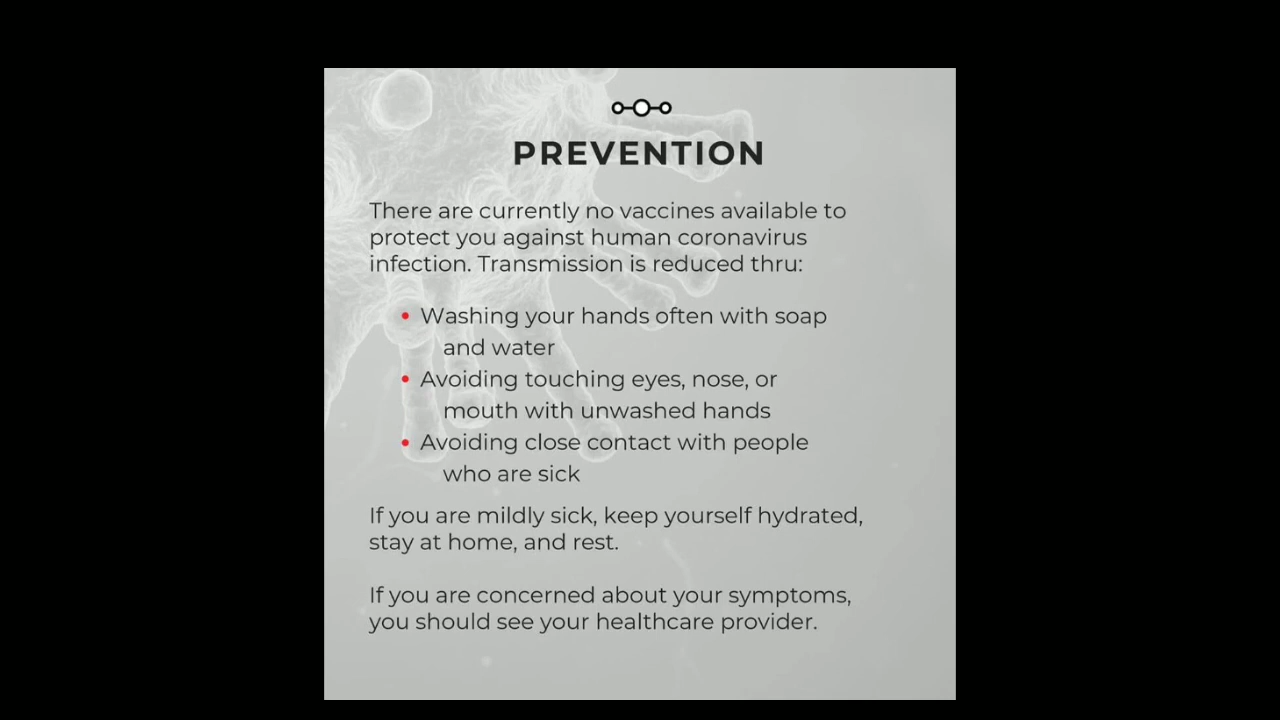 PREVENTION
There are currently no vaccines available to
protect you against human coronavirus
infection. Transmission is reduced thru:
• Washing your hands often with soap
and water
• Avoiding touching eyes, nose, or
mouth with unwashed hands
• Avoiding close contact with people
who are sick
If you are mildly sick, keep yourself hydrated,
stay at home, and rest.
If you are concerned about your symptoms,
you should see your healthcare provider.